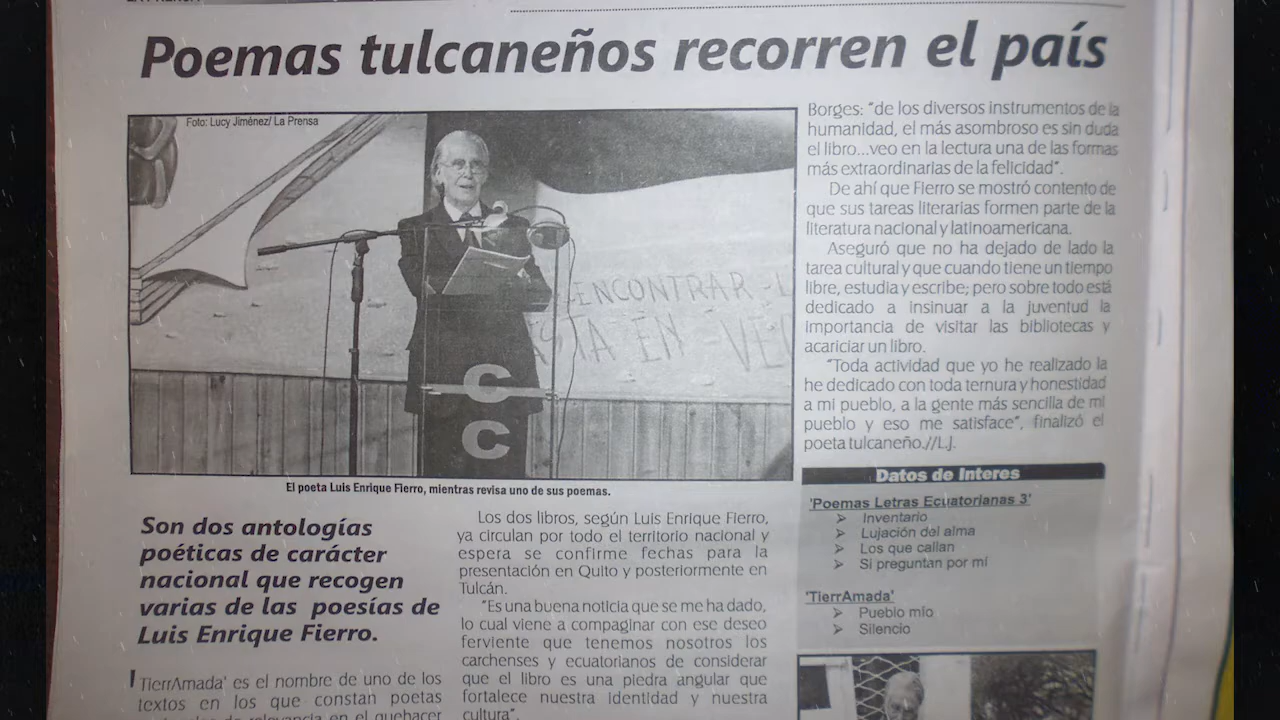 LA PRENSA
Poemas tulcaneños recorren el país
Foto: Lucy Jiménez/ La Prensa
ENCONTRAR
EN
C
C
El poeta Luis Enrique Fierro, mientras revisa uno de sus poemas.
Son dos antologías
poéticas de carácter
nacional que recogen
varias de las poesías de
Luis Enrique Fierro.
'TierrAmada' es el nombre de uno de los
textos en los que constan poetas
de relevancia en el quehacer
Los dos libros, según Luis Enrique Fierro,
ya circulan por todo el territorio nacional y
espera se confirme fechas para la
presentación en Quito y posteriormente en
Tulcán.
"Es una buena noticia que se me ha dado,
lo cual viene a compaginar con ese deseo
ferviente que tenemos nosotros los
carchenses y ecuatorianos de considerar
que el libro es una piedra angular que
fortalece nuestra identidad y nuestra
cultura".
Borges: "de los diversos instrumentos de la
humanidad, el más asombroso es sin duda
el libro...veo en la lectura una de las formas
más extraordinarias de la felicidad".
De ahí que Fierro se mostró contento de
que sus tareas literarias formen parte de la
literatura nacional y latinoamericana.
Aseguró que no ha dejado de lado la
tarea cultural y que cuando tiene un tiempo
libre, estudia y escribe; pero sobre todo está
dedicado a insinuar a la juventud la
importancia de visitar las bibliotecas y
acariciar un libro.
"Toda actividad que yo he realizado la
he dedicado con toda ternura y honestidad
a mi pueblo, a la gente más sencilla de mi
pueblo y eso me satisface", finalizó el
poeta tulcaneño.//L.J.
Datos de Interes
'Poemas Letras Ecuatorianas 3'
➢ Inventario
➢ Lujación del alma
➢ Los que callan
➢ Si preguntan por mi
'TierrAmada'
➢ Pueblo mío
➢ Silencio